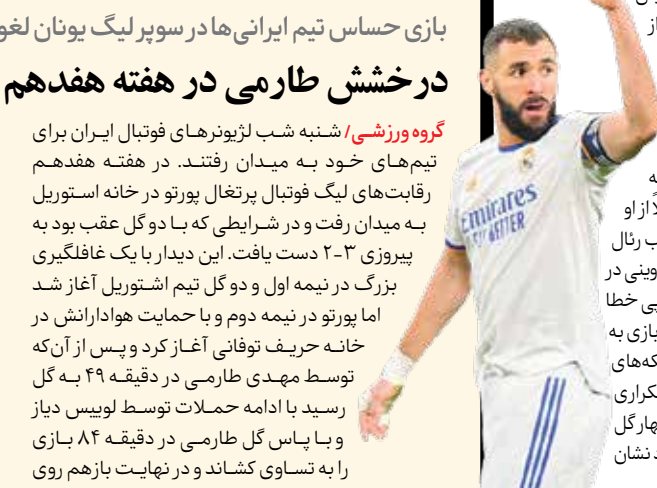 بازی حساس تیم ایرانی‌ها در سوپر لیگ یونان لغو
درخشش طارمی در هفته هفدهم
گروه ورزشی/ شنبه شب لژیونرهای فوتبال ایران برای
تیم‌های خود به میدان رفتند. در هفته هفدهم
رقابت‌های لیگ فوتبال پرتغال پورتو در خانه استوریل
به میدان رفت و در شرایطی که با دو گل عقب بود به
پیروزی ۳-۲ دست یافت. این دیدار با یک غافلگیری
بزرگ در نیمه اول و دو گل تیم اشتوریل آغاز شد
اما پورتو در نیمه دوم و با حمایت هوادارانش در
خانه حریف توفانی آغاز کرد و پس از آن‌که
توسط مهدی طارمی در دقیقه ۴۹ به گل
رسید با ادامه حملات توسط لوییس دیاز
و با پاس گل طارمی در دقیقه ۸۴ بازی
را به تساوی کشاند و در نهایت بازهم روی
Emirates
FLY BETTER
از
ه
لاً از او
ب رئال
وینی در
پی خطا
بازی به
که‌های
کراری
هار گل
د نشان